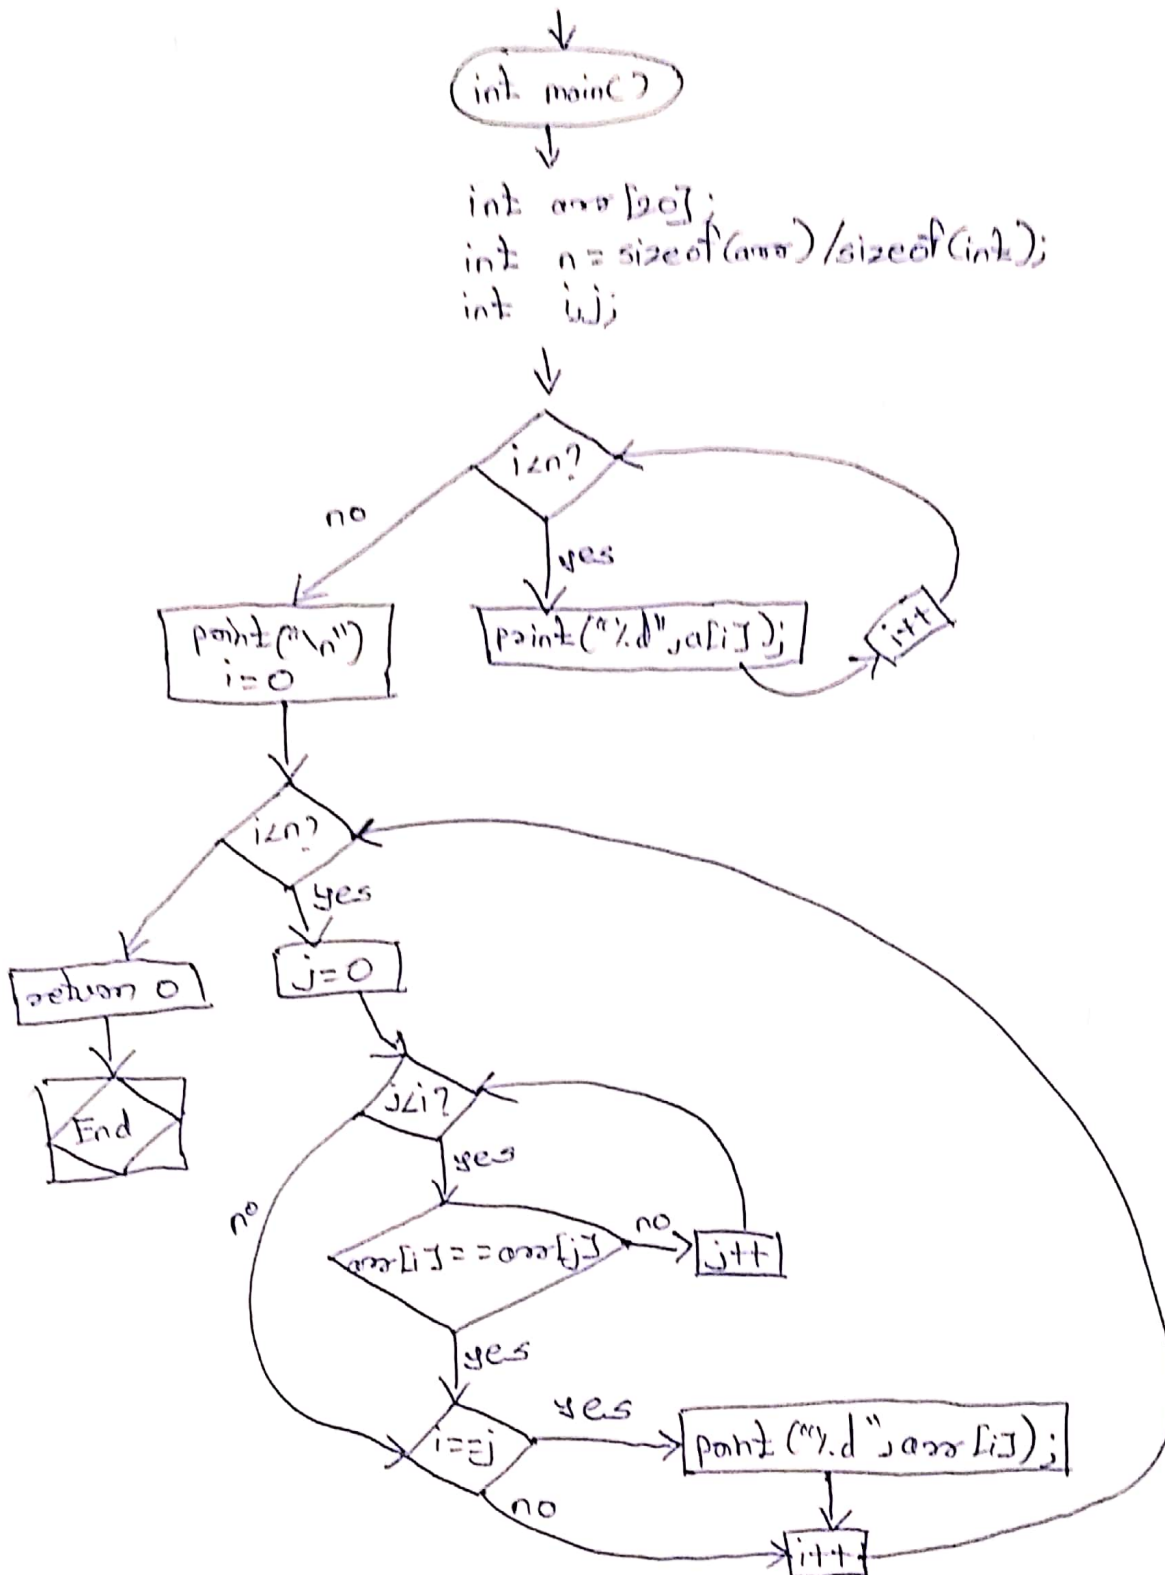 int main()
int arr[20];
int n = sizeof(arr)/sizeof(int);
int i,j;
i<n?
no
yes
print("\n")
i=0
print("%d",a[i]);
i++
i<n?
yes
return 0
j=0
End
j<i?
yes
no
arr[i]==arr[j]
no
j++
yes
i==j
yes
print("%d",arr[i]);
no
i++